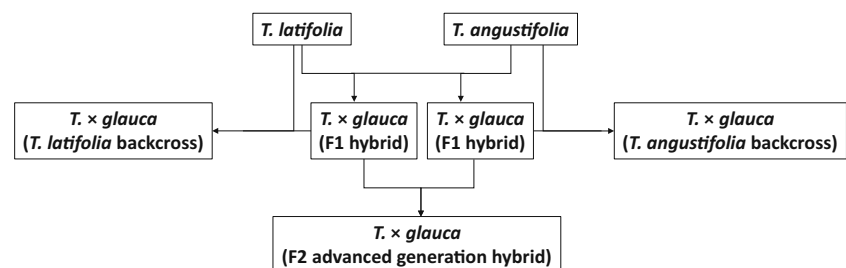 T. latifolia
T. angustifolia
T. × glauca
(T. latifolia backcross)
T. × glauca
(F1 hybrid)
T. × glauca
(F1 hybrid)
T. × glauca
(T. angustifolia backcross)
T. × glauca
(F2 advanced generation hybrid)